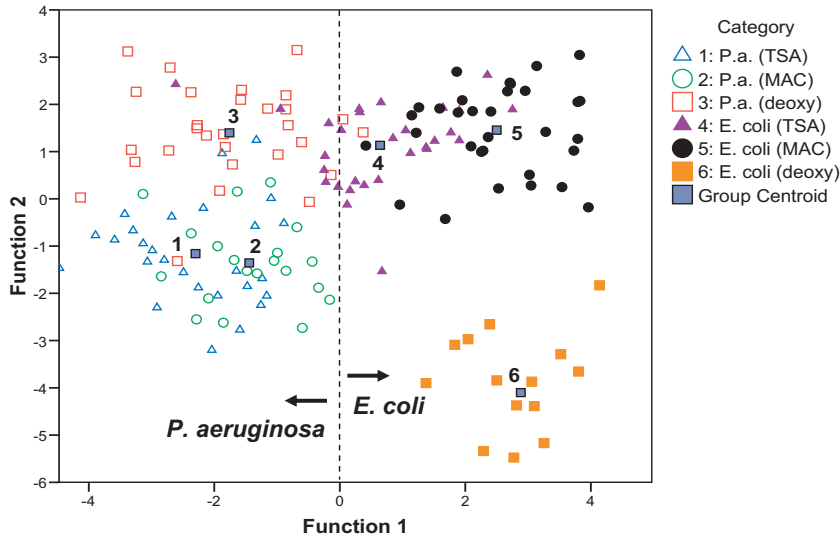 4
3
2
1
0
-1
-2
-3
-4
-5
-6
Function 2
-4
-2
0
2
4
Function 1
3
4
5
1
2
6
E. coli
P. aeruginosa
Category
1: P.a. (TSA)
2: P.a. (MAC)
3: P.a. (deoxy)
4: E. coli (TSA)
5: E. coli (MAC)
6: E. coli (deoxy)
Group Centroid